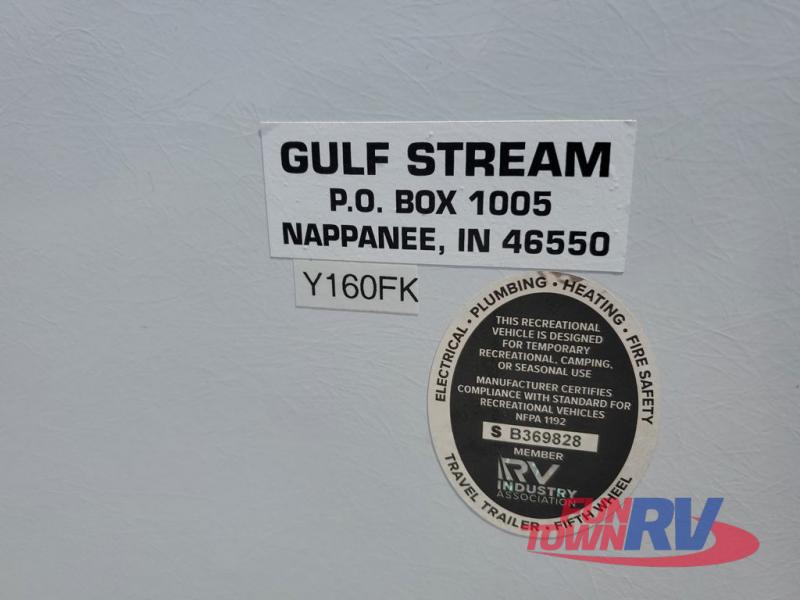 GULF STREAM
P.O. BOX 1005
NAPPANEE, IN 46550
Y160FK
ELECTRICAL • PLUMBING • HEATING • FIRE SAFETY
THIS RECREATIONAL
VEHICLE IS DESIGNED
FOR TEMPORARY
RECREATIONAL, CAMPING,
OR SEASONAL USE
MANUFACTURER CERTIFIES
COMPLIANCE WITH STANDARD FOR
RECREATIONAL VEHICLES
NFPA 1192
S B369828
MEMBER
RV
INDUSTRY
ASSOCIATION
TRAVEL TRAILER • FIFTH WHEEL
FUN
TOWN
RV